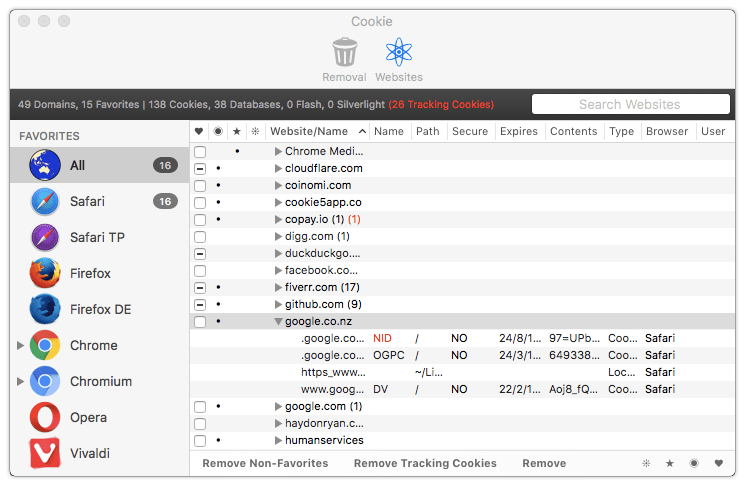 Cookie
Removal Websites
49 Domains, 15 Favorites | 138 Cookies, 38 Databases, 0 Flash, 0 Silverlight (26 Tracking Cookies)
Search Websites
FAVORITES
All 16
Safari 16
Safari TP
Firefox
Firefox DE
Chrome
Chromium
Opera
Vivaldi
Website/Name Name Path Secure Expires Contents Type Browser User
Chrome Medi...
cloudflare.com
coinomi.com
cookie5app.co
copay.io (1) (1)
digg.com (1)
duckduckgo....
facebook.co...
fiverr.com (17)
github.com (9)
google.co.nz
.google.co... NID / NO 24/8/1... 97=UPb... Coo... Safari
.google.co... OGPC / NO 24/3/1... 649338... Coo... Safari
https_www... ~/Li... Loc... Safari
www.goog... DV / NO 22/2/1... Aoj8_fQ... Coo... Safari
google.com (1)
haydonryan.c...
humanservices
Remove Non-Favorites Remove Tracking Cookies Remove